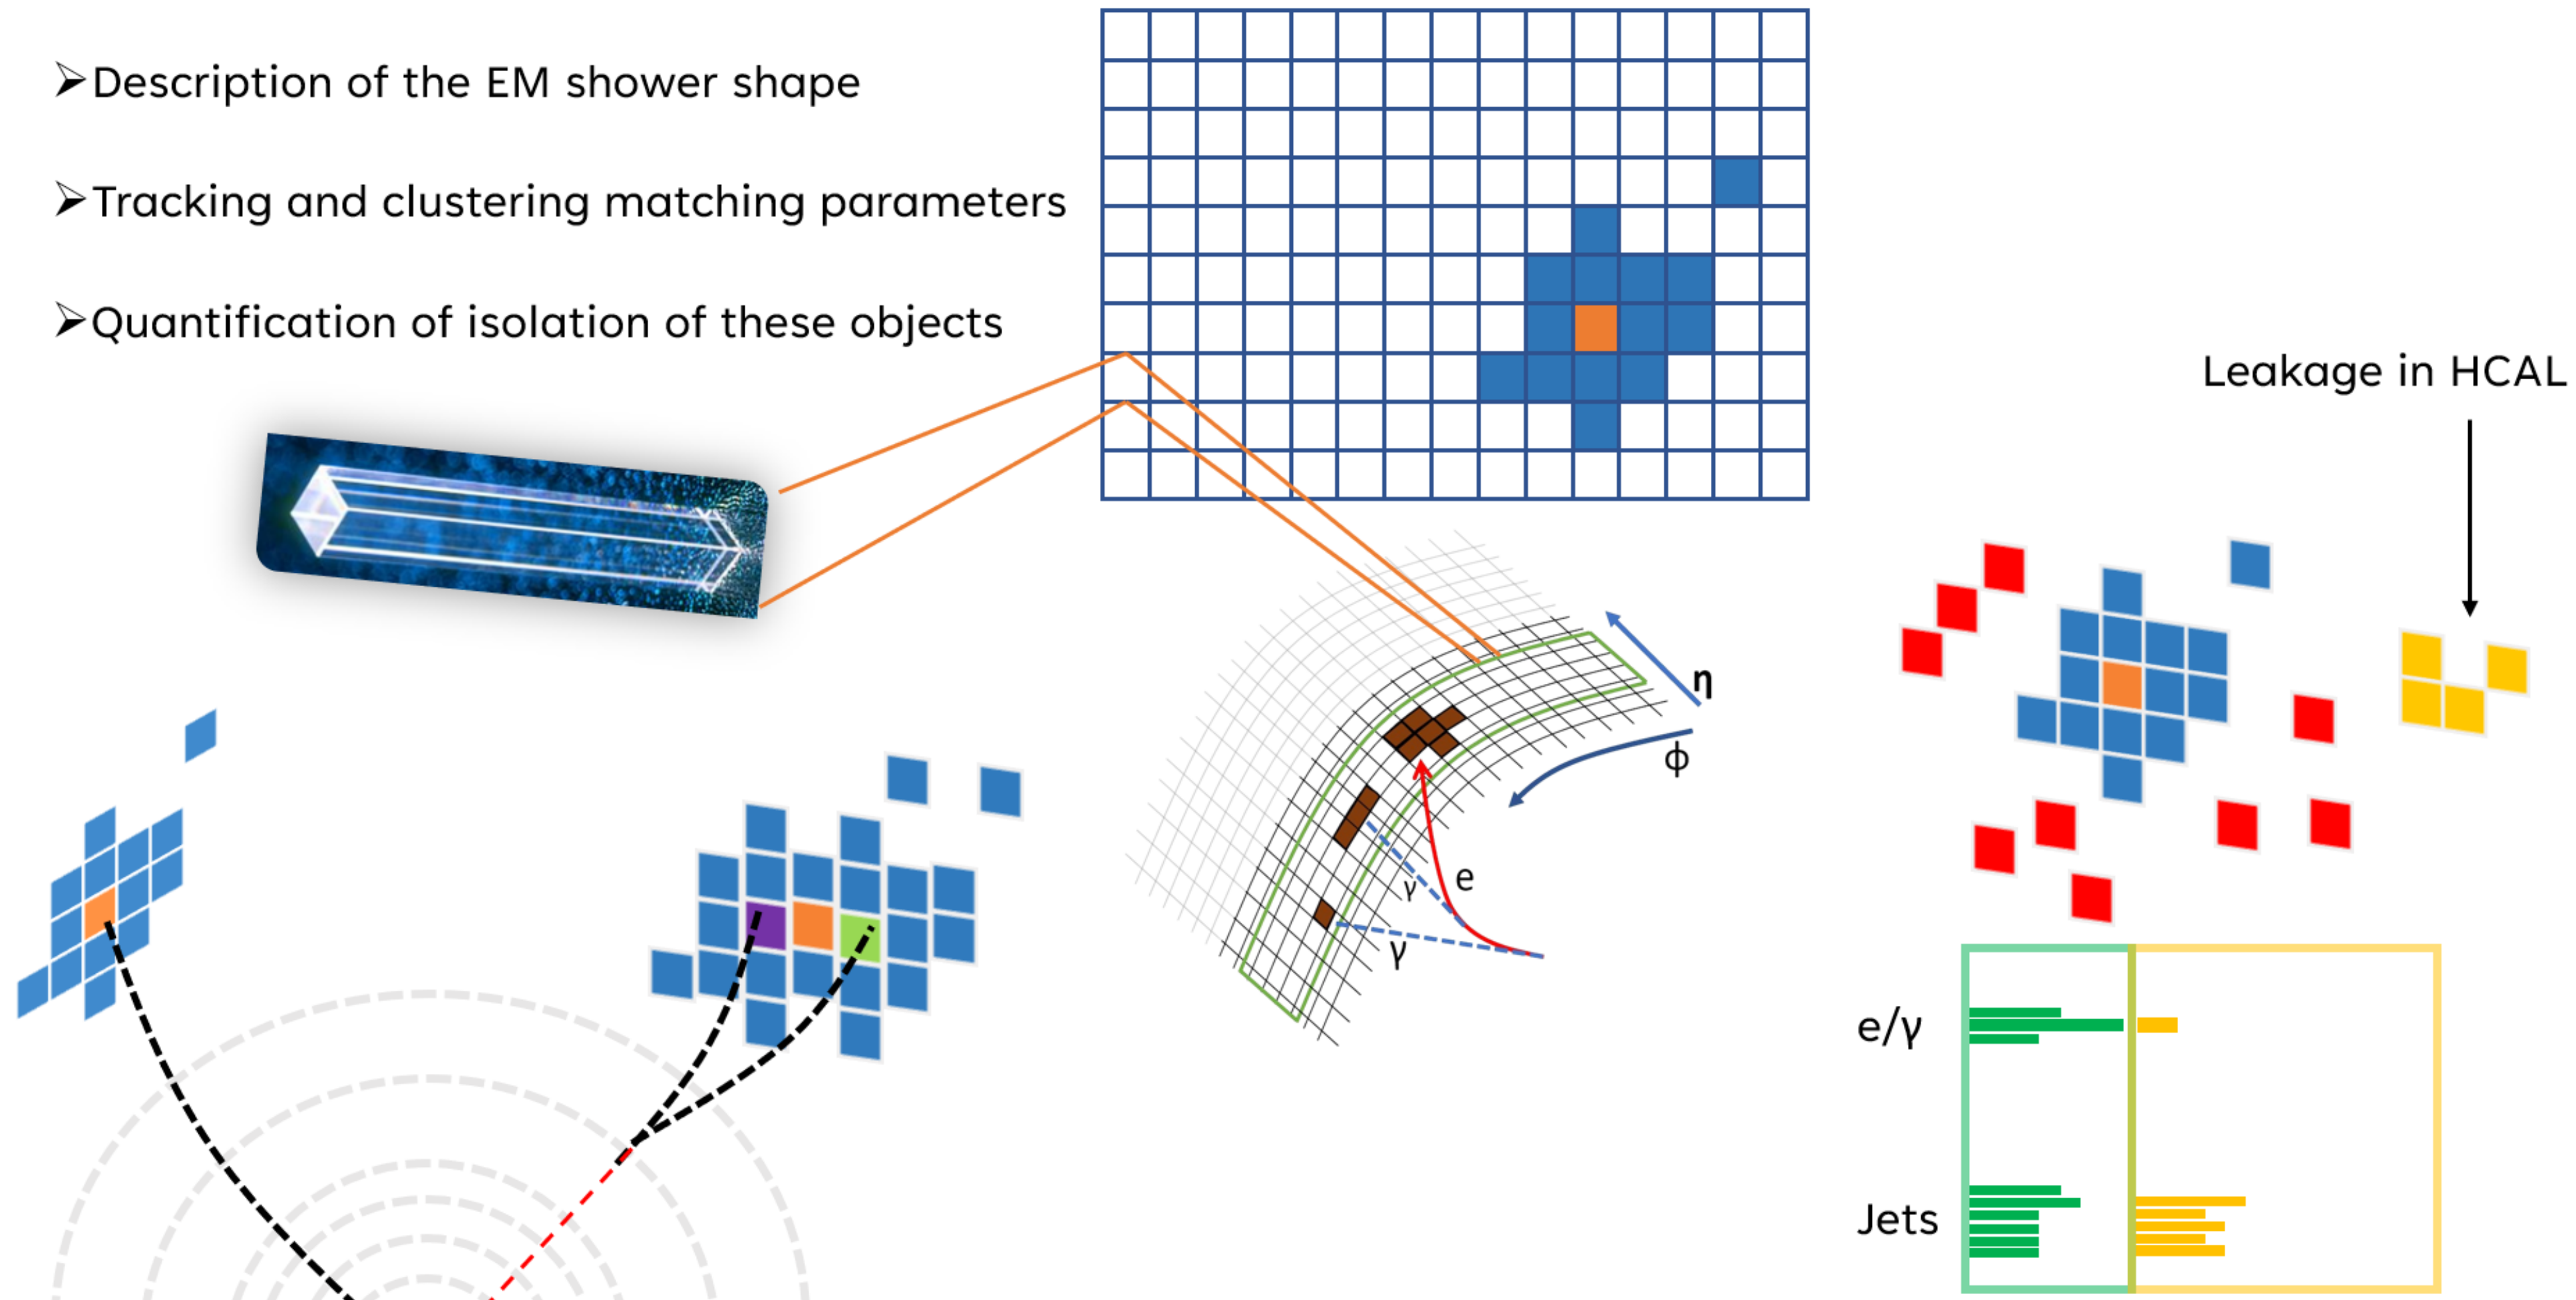 ➢Description of the EM shower shape
➢Tracking and clustering matching parameters
➢Quantification of isolation of these objects
Leakage in HCAL
η
ϕ
e
γ
γ
e/γ
Jets